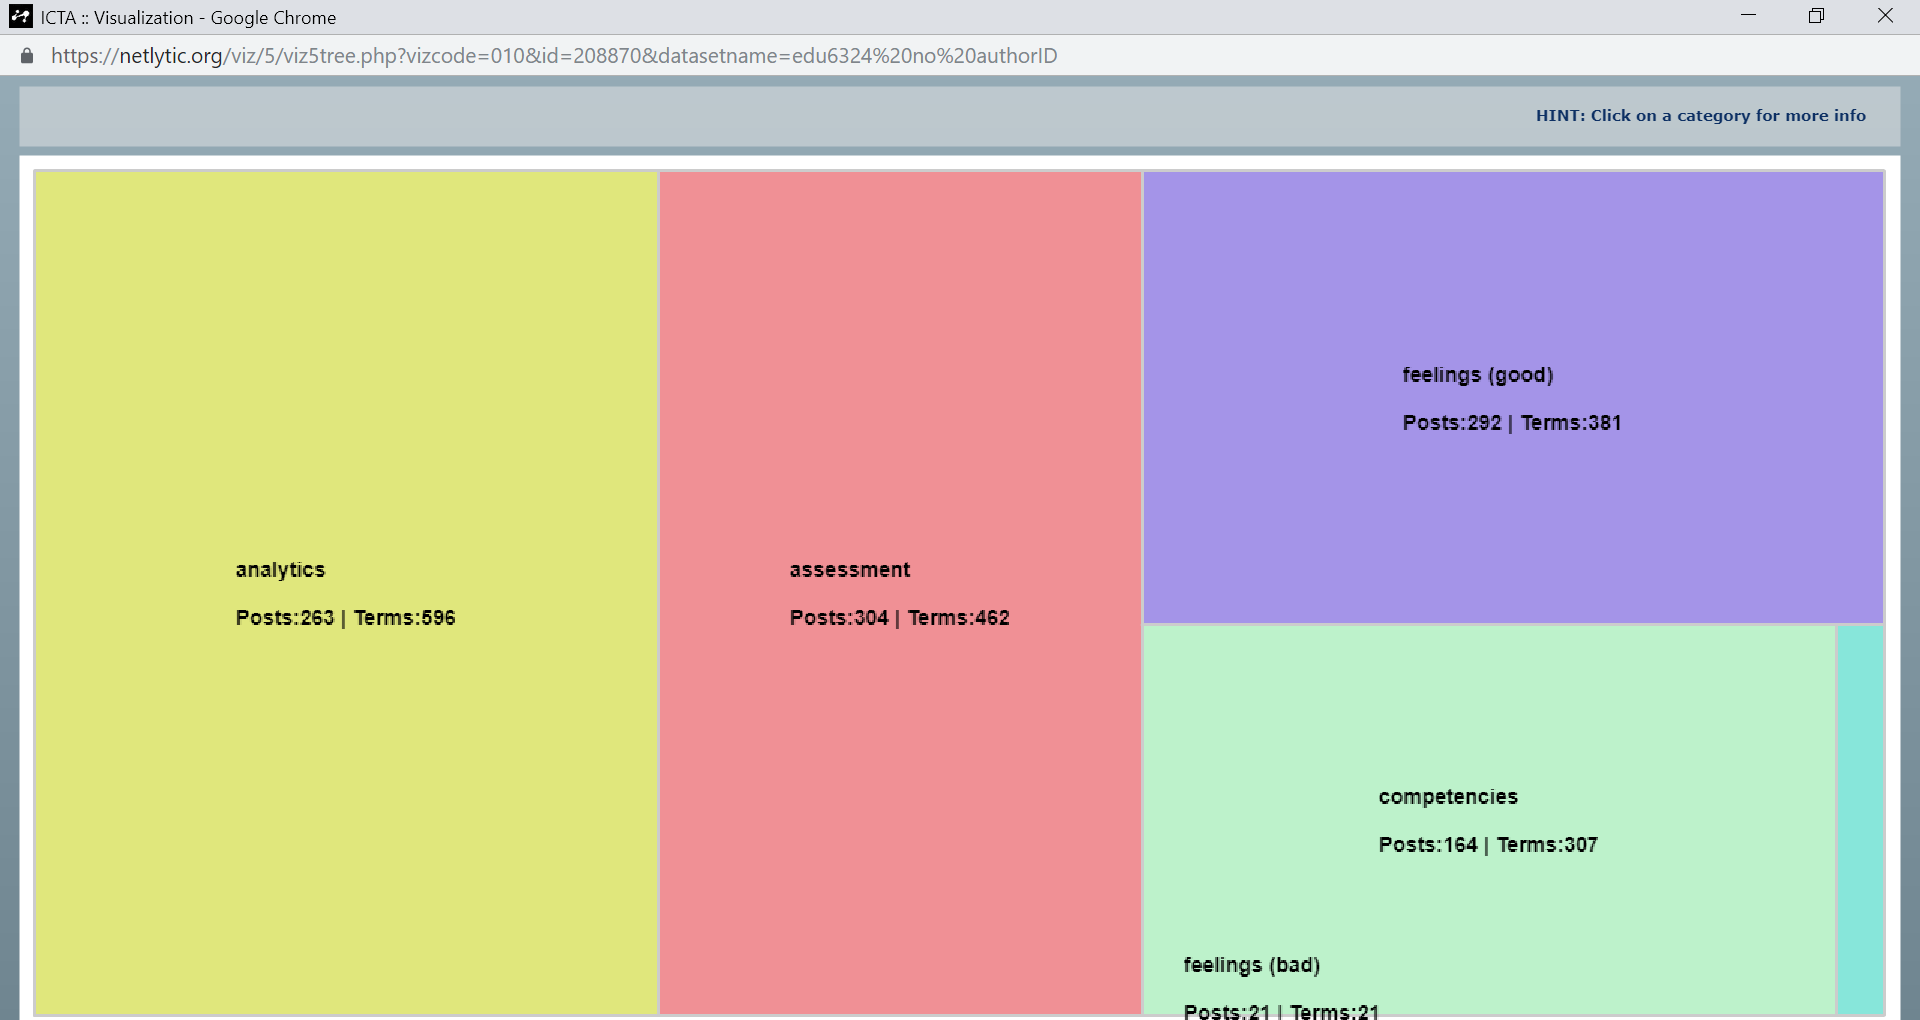 ICTA :: Visualization - Google Chrome
https://netlytic.org/viz/5/viz5tree.php?vizcode=010&id=208870&datasetname=edu6324%20no%20authorID
HINT: Click on a category for more info
analytics
Posts:263 | Terms:596
assessment
Posts:304 | Terms:462
feelings (good)
Posts:292 | Terms:381
competencies
Posts:164 | Terms:307
feelings (bad)
Posts:21 | Terms:21